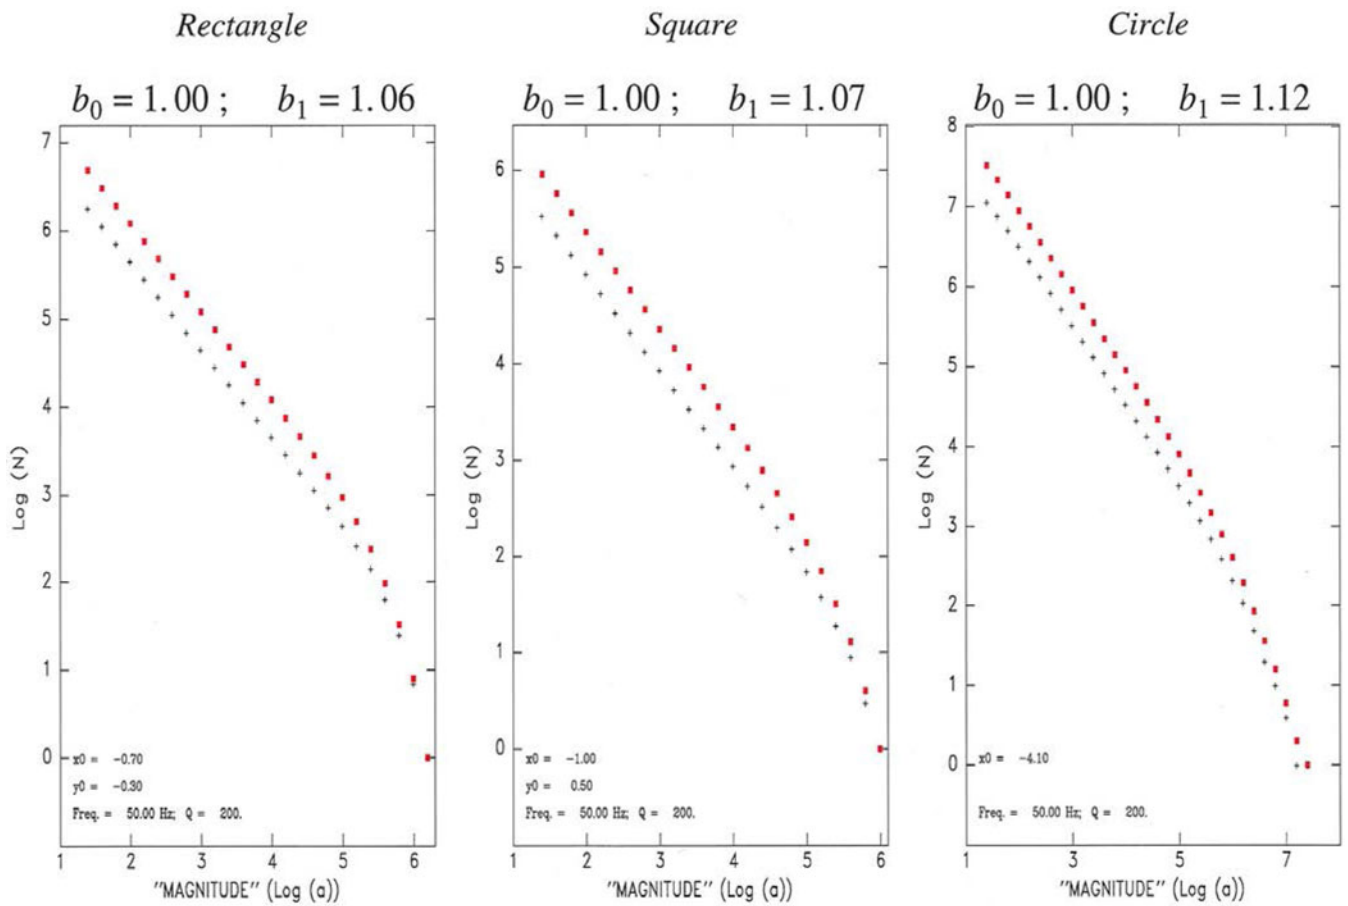 Rectangle
b₀ = 1.00 ; b₁ = 1.06
7
6
5
4
3
2
1
0
Log (N)
x0 = -0.70
y0 = -0.30
Freq. = 50.00 Hz; Q = 200.
1 2 3 4 5 6
"MAGNITUDE" (Log (a))
Square
b₀ = 1.00 ; b₁ = 1.07
6
5
4
3
2
1
0
Log (N)
x0 = -1.00
y0 = 0.50
Freq. = 50.00 Hz; Q = 200.
1 2 3 4 5 6
"MAGNITUDE" (Log (a))
Circle
b₀ = 1.00 ; b₁ = 1.12
8
7
6
5
4
3
2
1
0
Log (N)
x0 = -4.10
Freq. = 50.00 Hz; Q = 200.
1 3 5 7
"MAGNITUDE" (Log (a))